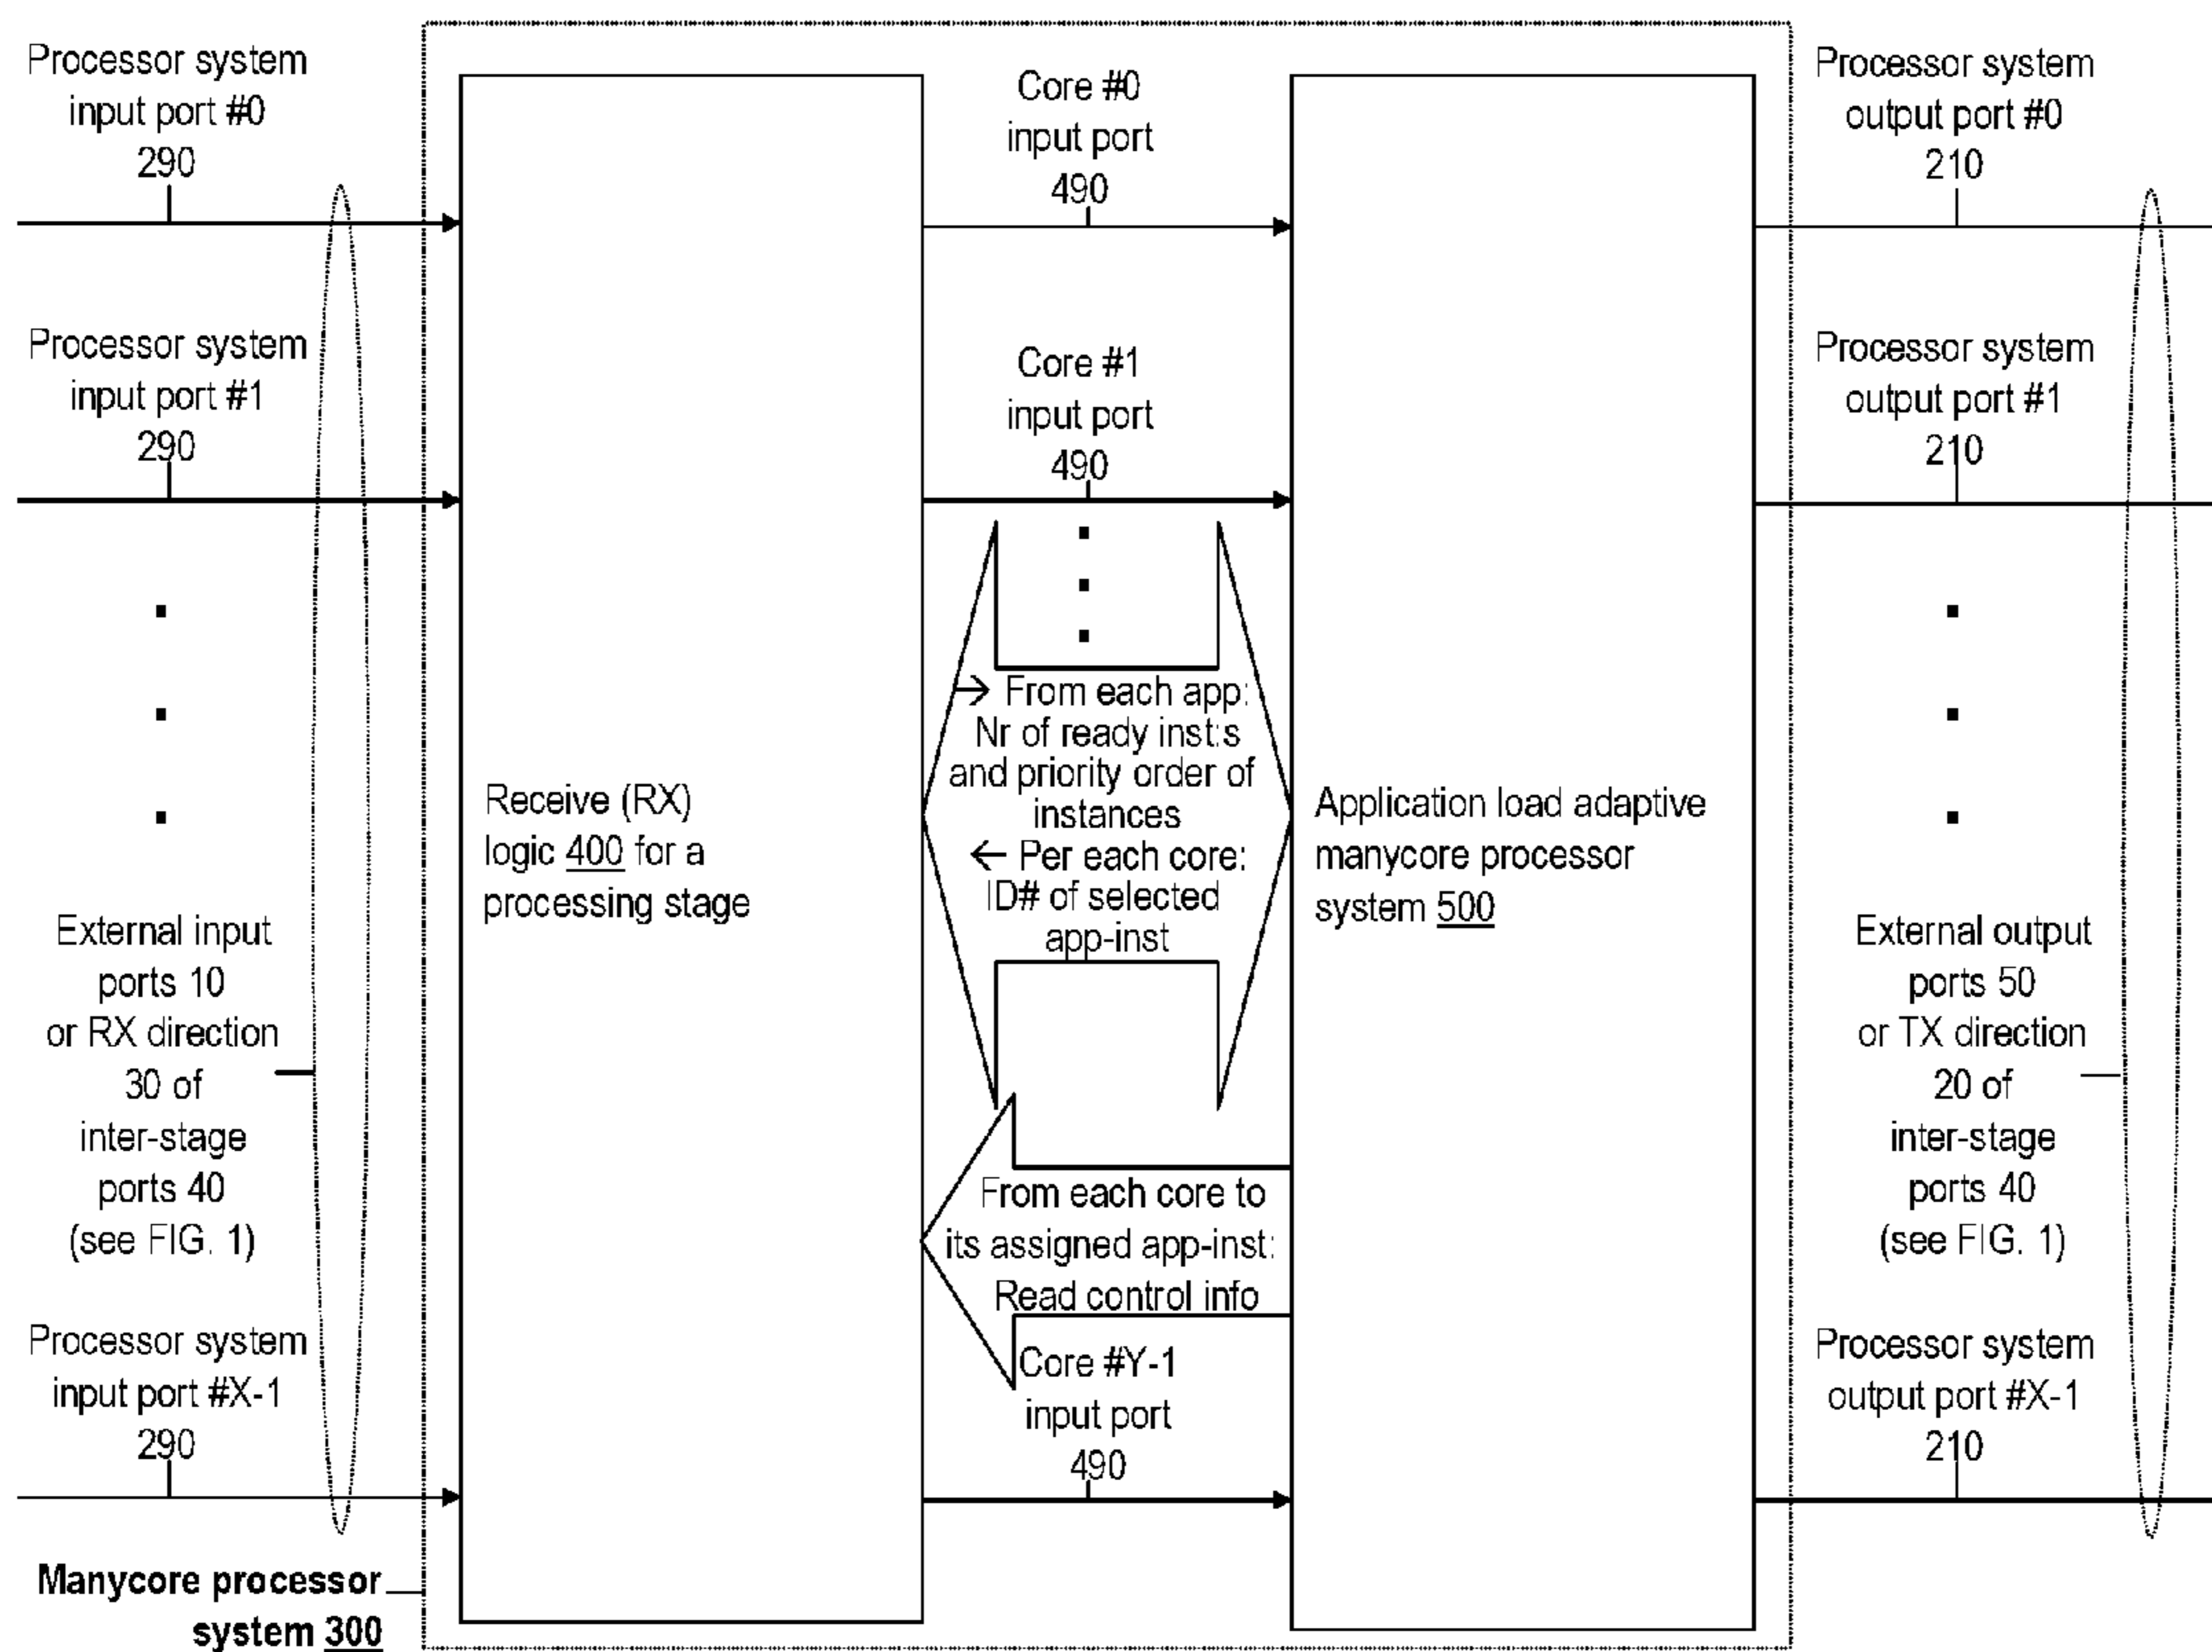 Processor system
input port #0
290
Processor system
input port #1
290
External input
ports 10
or RX direction
30 of
inter-stage
ports 40
(see FIG. 1)
Processor system
input port #X-1
290
Manycore processor
system 300
Receive (RX)
logic 400 for a
processing stage
Core #0
input port
490
Core #1
input port
490
→ From each app:
Nr of ready inst:s
and priority order of
instances
← Per each core:
ID# of selected
app-inst
From each core to
its assigned app-inst:
Read control info
Core #Y-1
input port
490
Application load adaptive
manycore processor
system 500
Processor system
output port #0
210
Processor system
output port #1
210
External output
ports 50
or TX direction
20 of
inter-stage
ports 40
(see FIG. 1)
Processor system
output port #X-1
210